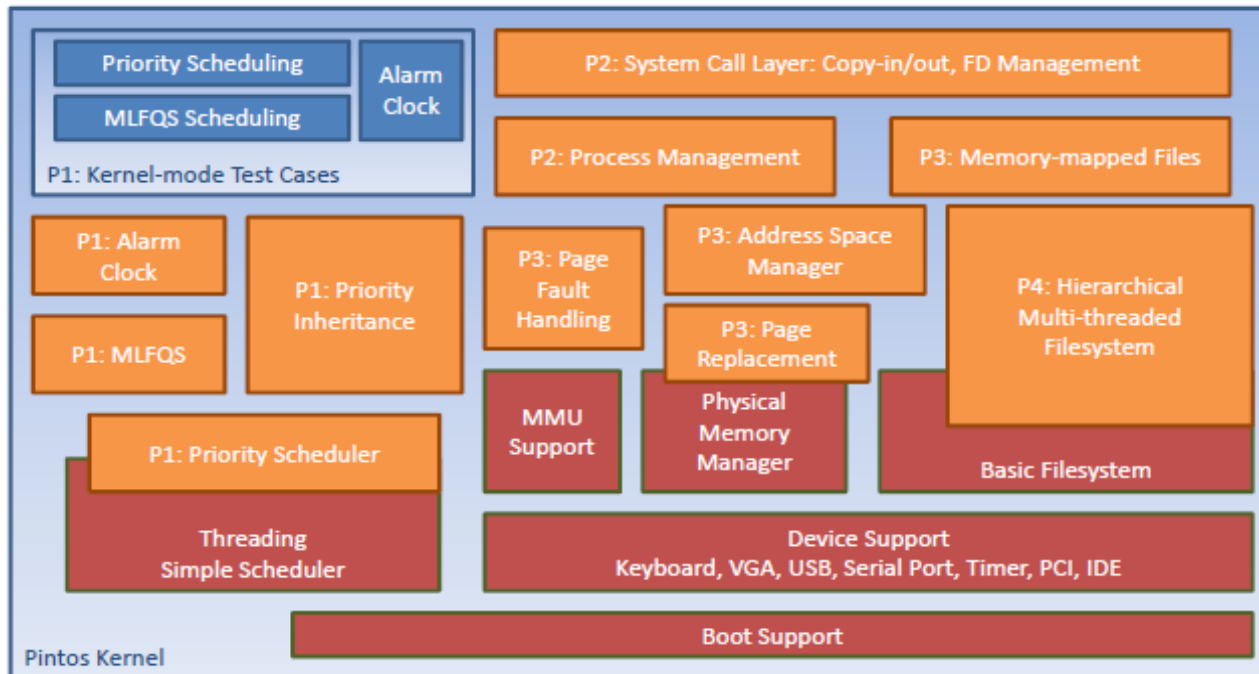 Priority Scheduling
MLFQS Scheduling
Alarm
Clock
P1: Kernel-mode Test Cases
P2: System Call Layer: Copy-in/out, FD Management
P2: Process Management
P3: Memory-mapped Files
P1: Alarm
Clock
P1: Priority
Inheritance
P1: MLFQS
P3: Page
Fault
Handling
P3: Address Space
Manager
P3: Page
Replacement
P4: Hierarchical
Multi-threaded
Filesystem
P1: Priority Scheduler
MMU
Support
Physical
Memory
Manager
Basic Filesystem
Threading
Simple Scheduler
Device Support
Keyboard, VGA, USB, Serial Port, Timer, PCI, IDE
Boot Support
Pintos Kernel